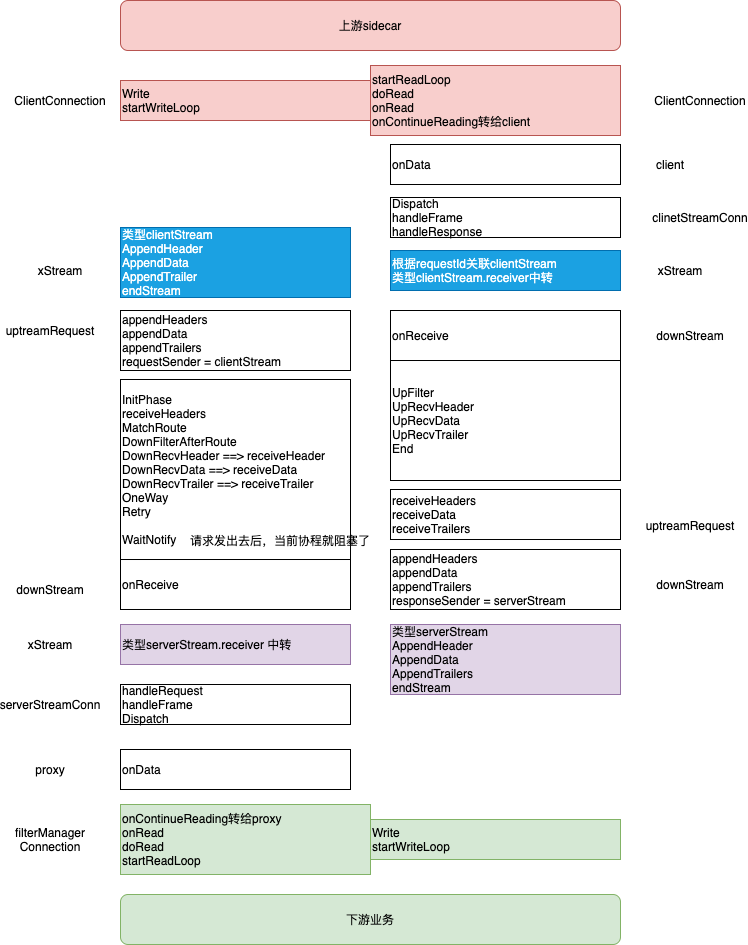 上游sidecar
ClientConnection
Write
startWriteLoop
startReadLoop
doRead
onRead
onContinueReading转给client
ClientConnection
onData
client
Dispatch
handleFrame
handleResponse
clinetStreamConn
xStream
类型clientStream
AppendHeader
AppendData
AppendTrailer
endStream
根据requestId关联clientStream
类型clientStream.receiver中转
xStream
uptreamRequest
appendHeaders
appendData
appendTrailers
requestSender = clientStream
onReceive
downStream
InitPhase
receiveHeaders
MatchRoute
DownFilterAfterRoute
DownRecvHeader ==> receiveHeader
DownRecvData ==> receiveData
DownRecvTrailer ==> receiveTrailer
OneWay
Retry
WaitNotify 请求发出去后，当前协程就阻塞了
UpFilter
UpRecvHeader
UpRecvData
UpRecvTrailer
End
receiveHeaders
receiveData
receiveTrailers
uptreamRequest
downStream
onReceive
appendHeaders
appendData
appendTrailers
responseSender = serverStream
downStream
xStream
类型serverStream.receiver 中转
类型serverStream
AppendHeader
AppendData
AppendTrailers
endStream
serverStreamConn
handleRequest
handleFrame
Dispatch
proxy
onData
filterManager
Connection
onContinueReading转给proxy
onRead
doRead
startReadLoop
Write
startWriteLoop
下游业务